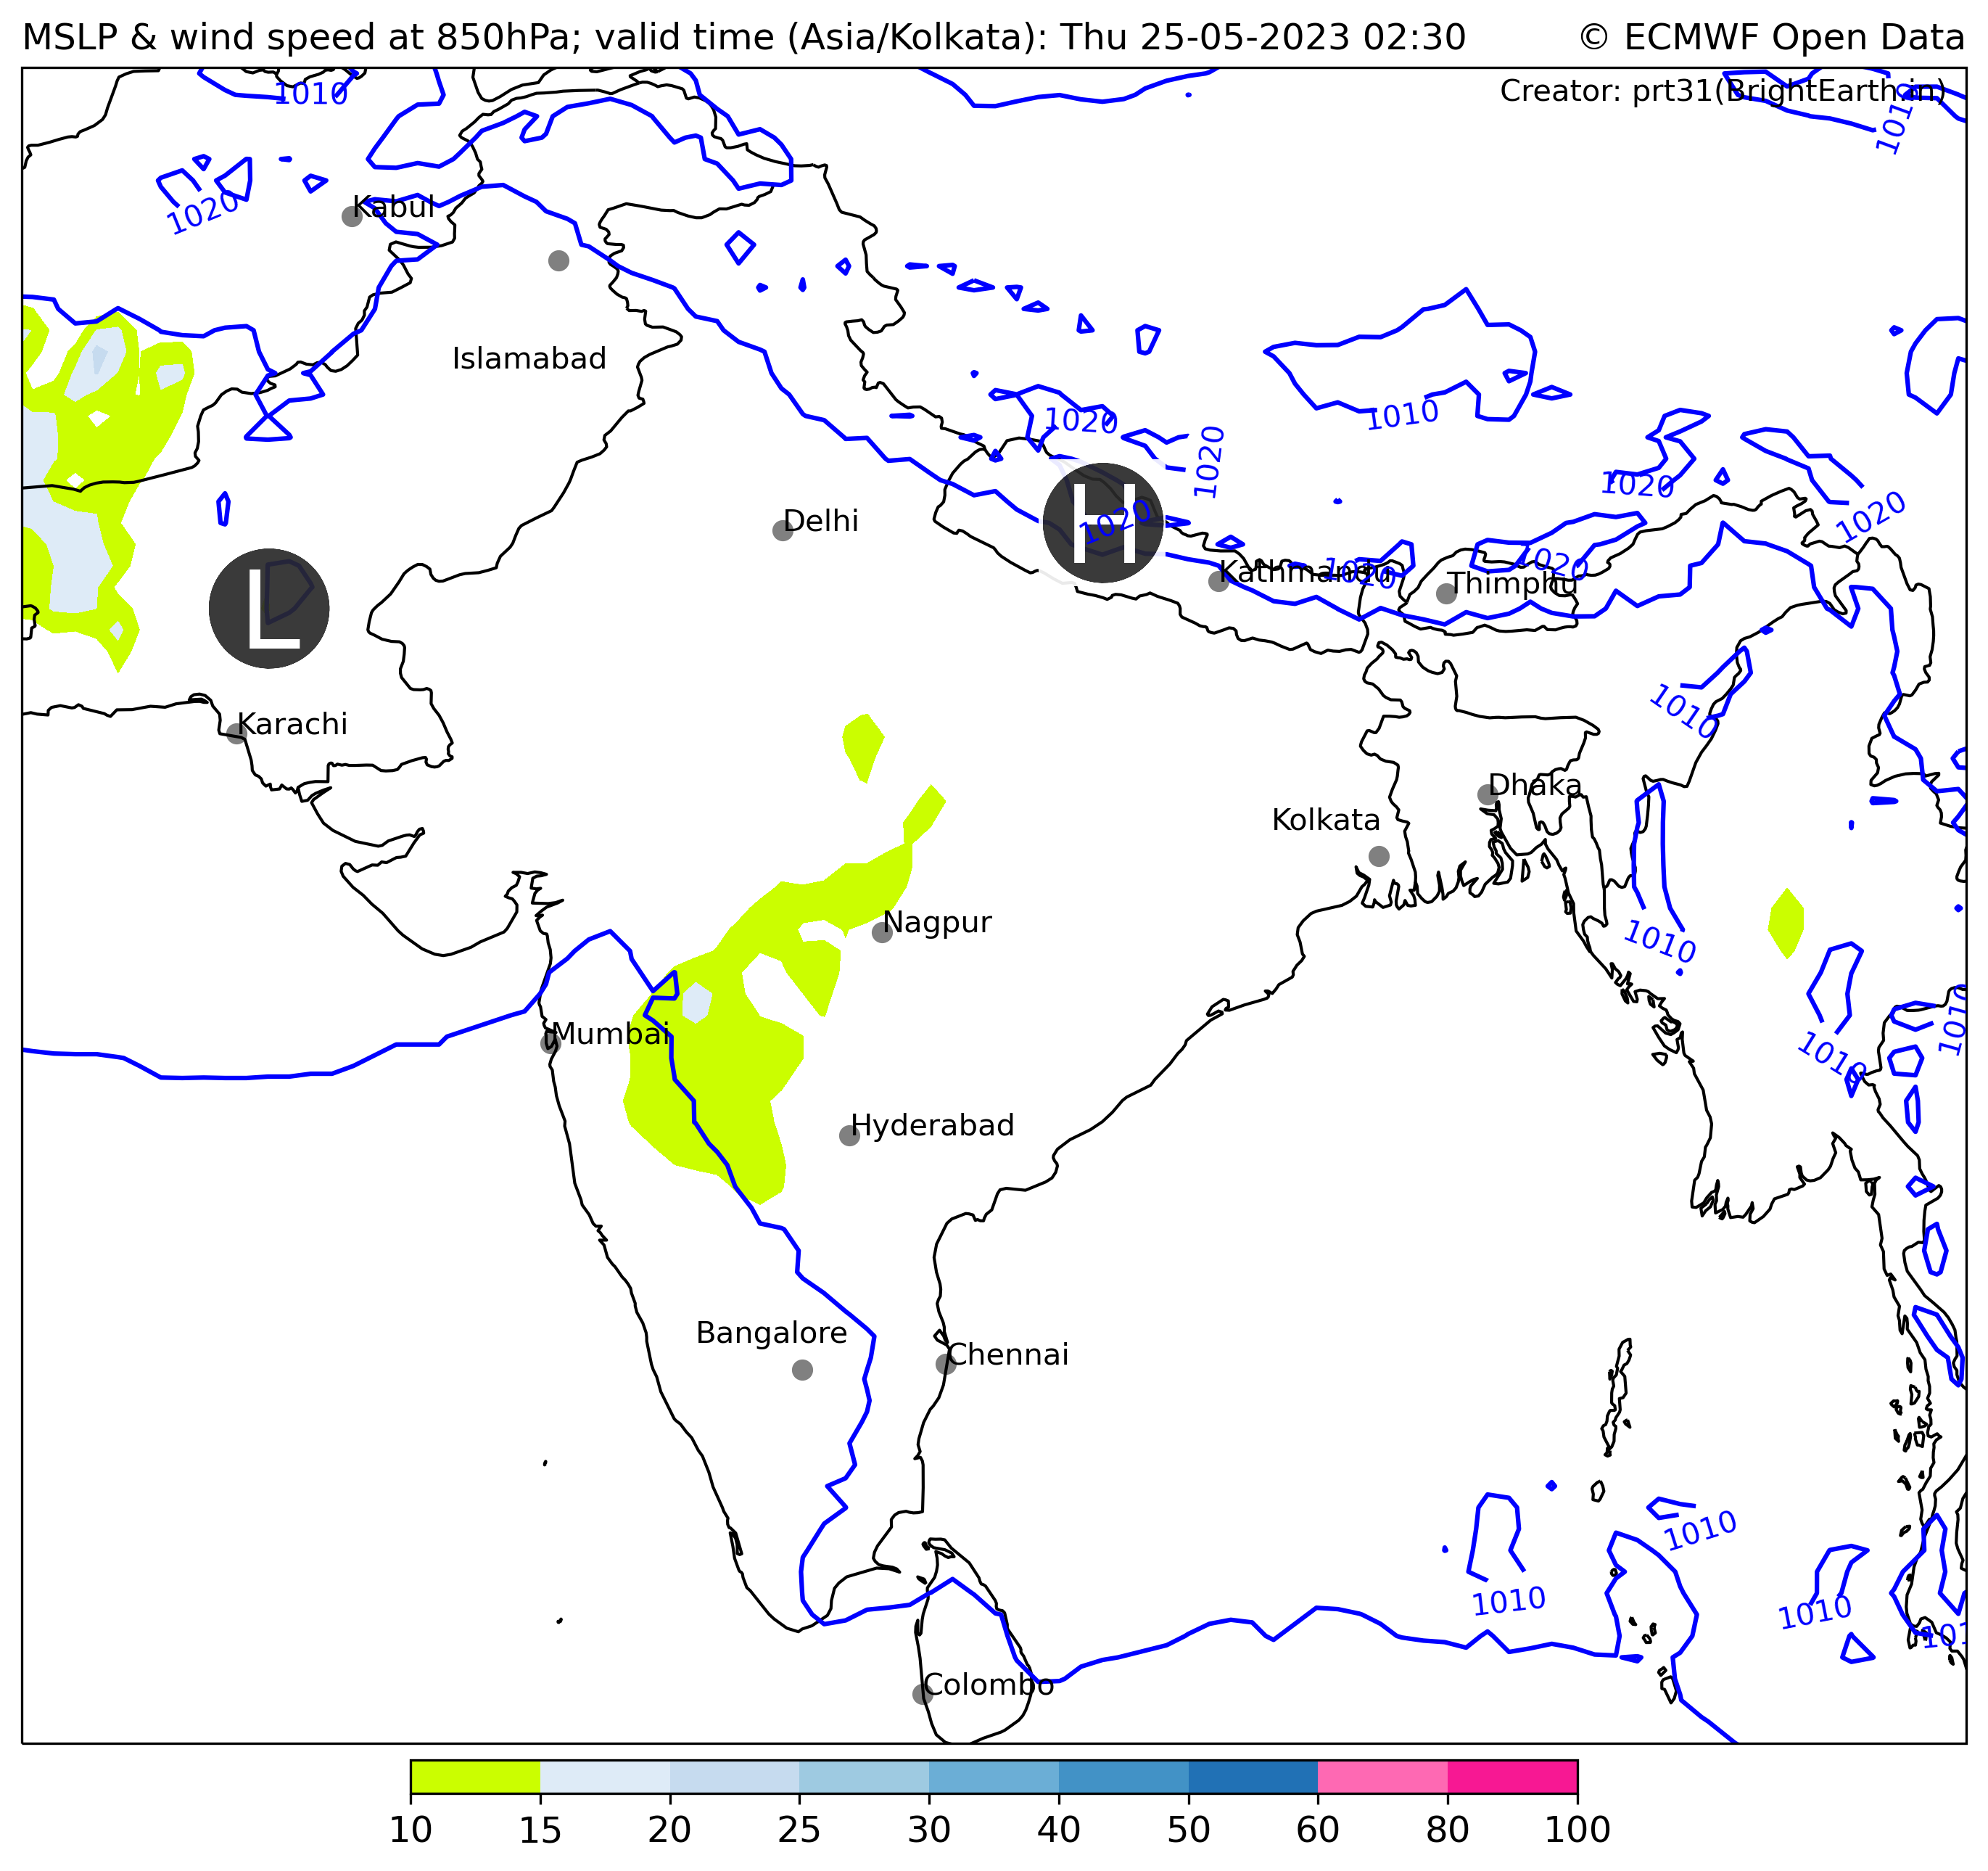 MSLP & wind speed at 850hPa; valid time (Asia/Kolkata): Thu 25-05-2023 02:30
© ECMWF Open Data
Creator: prt31(BrightEarth.in)
1010
1010
1020
Kabul
Islamabad
1010
1020
1020
1020
1020
H
1020
Delhi
1020
Kathmandu
1020
Thimphu
L
1010
Karachi
Dhaka
Kolkata
Nagpur
1010
1010
Mumbai
1010
Hyderabad
Bangalore
Chennai
1010
1010
1010
Colombo
10 15 20 25 30 40 50 60 80 100